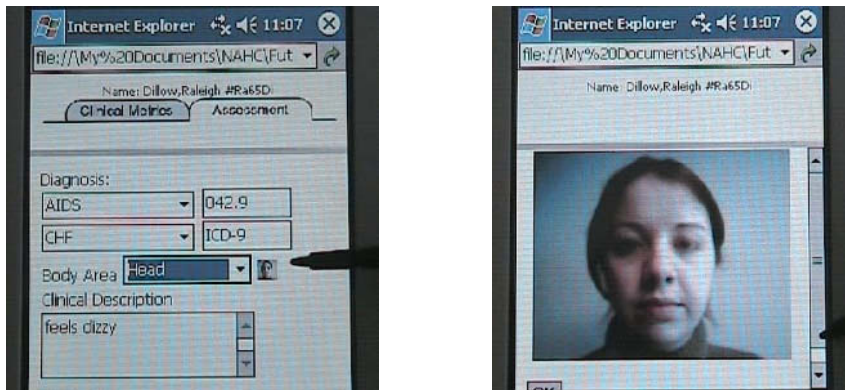 Internet Explorer 11:07
file://\My%20Documents\NAHC\Fut
Name: Dillow,Raleigh #Ra65Di
Clinical Metrics Assessment
Diagnosis:
AIDS 042.9
CHF ICD-9
Body Area Head
Clinical Description
feels dizzy
Internet Explorer 11:07
file://\My%20Documents\NAHC\Fut
Name: Dillow,Raleigh #Ra65Di
OK